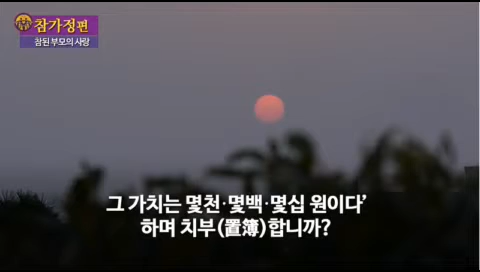 참가정편
참된 부모의 사랑
그 가치는 몇천·몇백·몇십 원이다’
하며 치부(置簿)합니까?